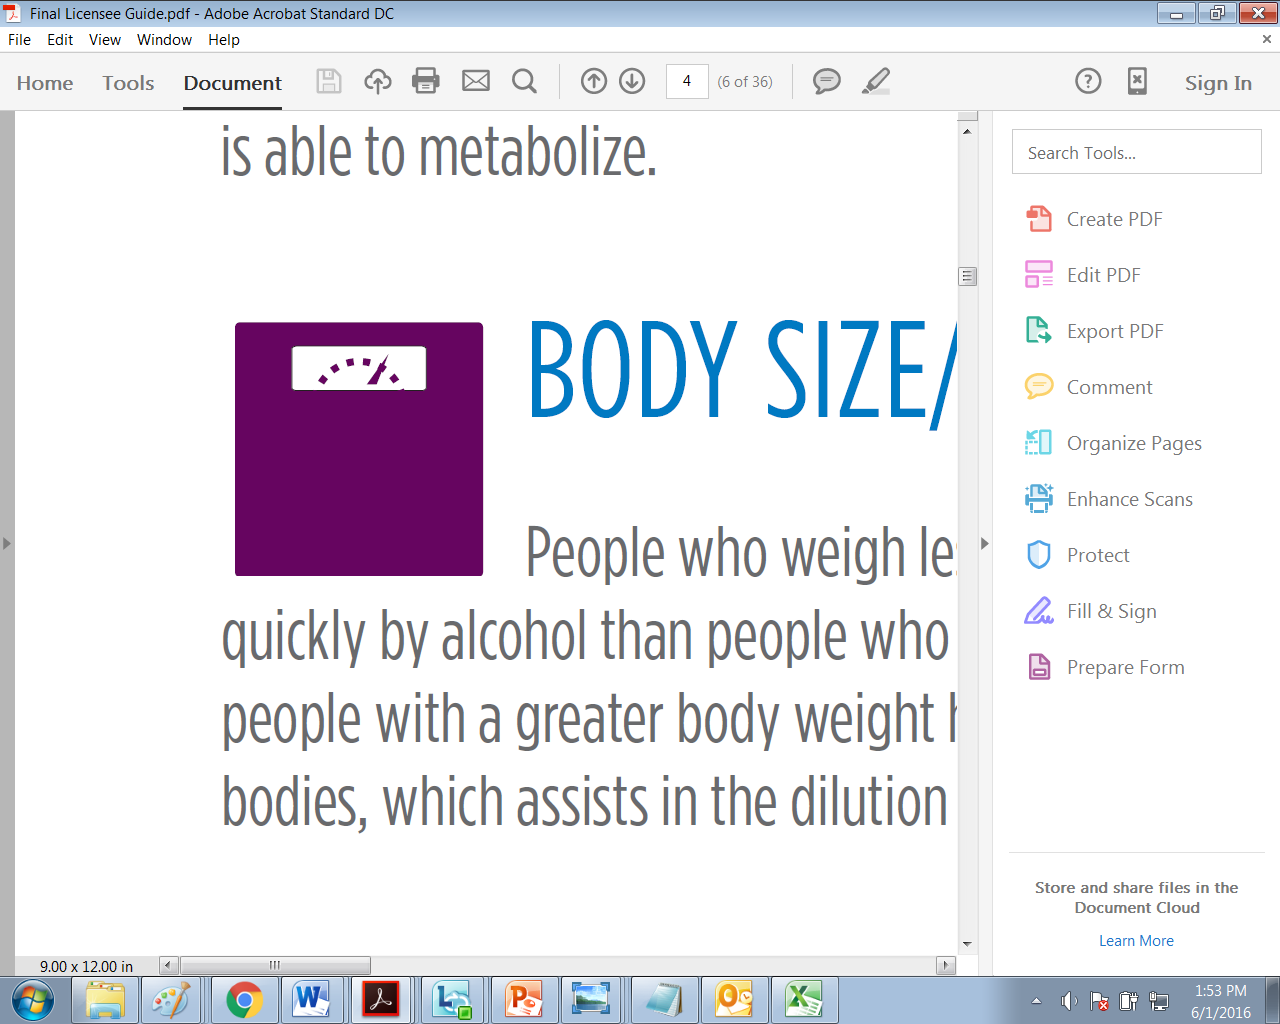 Final Licensee Guide.pdf - Adobe Acrobat Standard DC
File Edit View Window Help
Home Tools Document 4 (6 of 36) Sign In
is able to metabolize.
BODY SIZE/
People who weigh
quickly by alcohol than people who
people with a greater body weight
bodies, which assists in the dilution
9.00 x 12.00 in
Search Tools...
Create PDF
Edit PDF
Export PDF
Comment
Organize Pages
Enhance Scans
Protect
Fill & Sign
Prepare Form
Store and share files in the
Document Cloud
Learn More
1:53 PM
6/1/2016